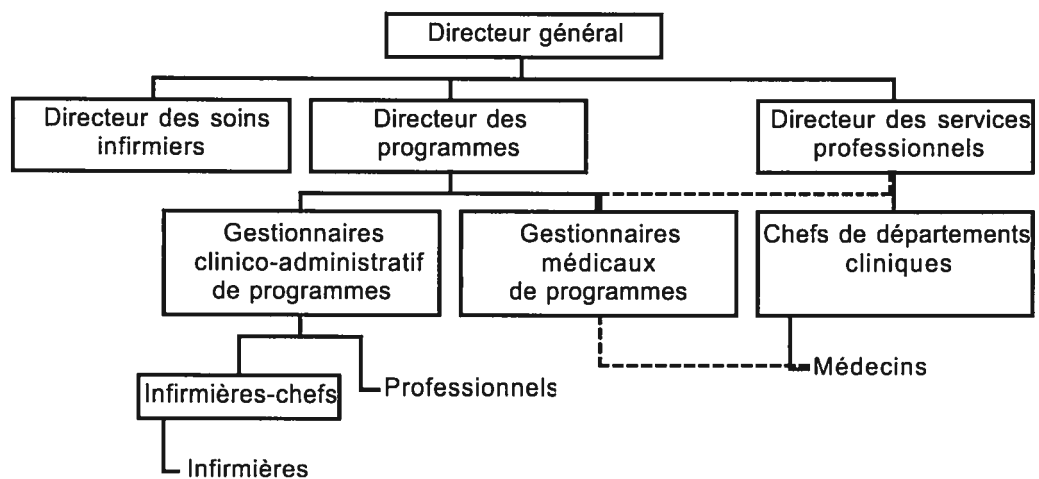 Directeur général
Directeur des soins
infirmiers
Directeur des
programmes
Directeur des services
professionnels
Gestionnaires
clinico-administratif
de programmes
Gestionnaires
médicaux
de programmes
Chefs de départements
cliniques
Médecins
Infirmières-chefs
Professionnels
Infirmières